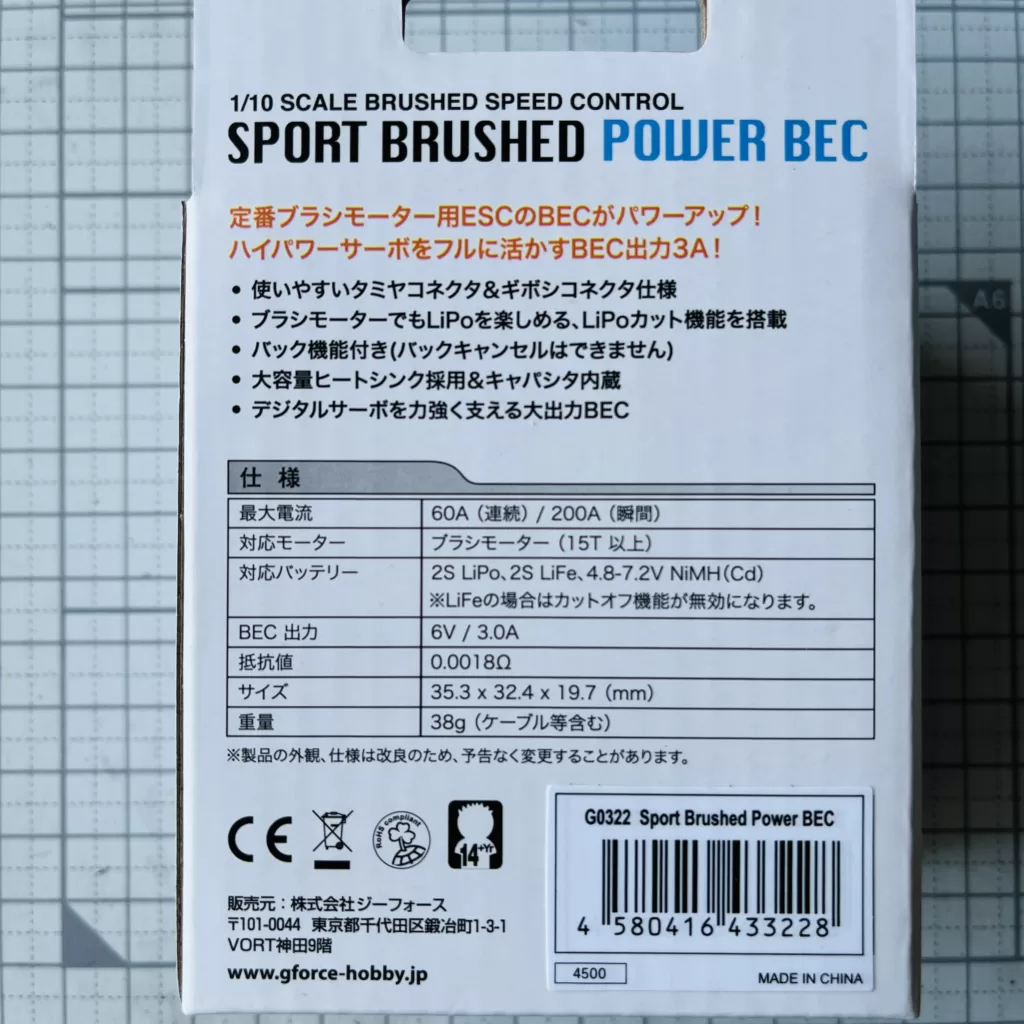 1/10 SCALE BRUSHED SPEED CONTROL
SPORT BRUSHED POWER BEC
定番ブラシモーター用ESCのBECがパワーアップ！
ハイパワーサーボをフルに活かすBEC出力3A！
• 使いやすいタミヤコネクタ&ギボシコネクタ仕様
• ブラシモーターでもLiPoを楽しめる、LiPoカット機能を搭載
• バック機能付き(バックキャンセルはできません)
• 大容量ヒートシンク採用&キャパシタ内蔵
• デジタルサーボを力強く支える大出力BEC
仕 様
最大電流 60A（連続）/ 200A（瞬間）
対応モーター ブラシモーター（15T 以上）
対応バッテリー 2S LiPo、2S LiFe、4.8-7.2V NiMH(Cd)
※LiFeの場合はカットオフ機能が無効になります。
BEC 出力 6V / 3.0A
抵抗値 0.0018Ω
サイズ 35.3 x 32.4 x 19.7（mm）
重量 38g（ケーブル等含む）
※製品の外観、仕様は改良のため、予告なく変更することがあります。
CE
RoHS compliant
14+Yr
販売元：株式会社ジーフォース
〒101-0044 東京都千代田区鍛冶町1-3-1
VORT神田9階
www.gforce-hobby.jp
G0322 Sport Brushed Power BEC
4 580416 433228
4500
MADE IN CHINA
A6